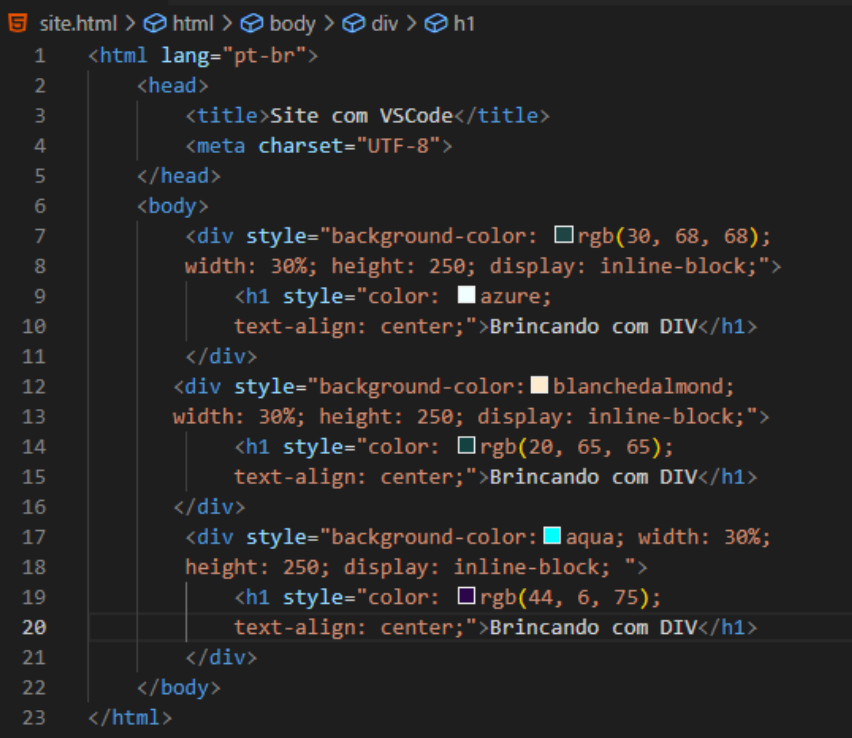 site.html > html > body > div > h1
1 <html lang="pt-br">
2 <head>
3 <title>Site com VSCode</title>
4 <meta charset="UTF-8">
5 </head>
6 <body>
7 <div style="background-color: rgb(30, 68, 68);
8 width: 30%; height: 250; display: inline-block;">
9 <h1 style="color: azure;
10 text-align: center;">Brincando com DIV</h1>
11 </div>
12 <div style="background-color: blanchedalmond;
13 width: 30%; height: 250; display: inline-block;">
14 <h1 style="color: rgb(20, 65, 65);
15 text-align: center;">Brincando com DIV</h1>
16 </div>
17 <div style="background-color: aqua; width: 30%;
18 height: 250; display: inline-block; ">
19 <h1 style="color: rgb(44, 6, 75);
20 text-align: center;">Brincando com DIV</h1>
21 </div>
22 </body>
23 </html>